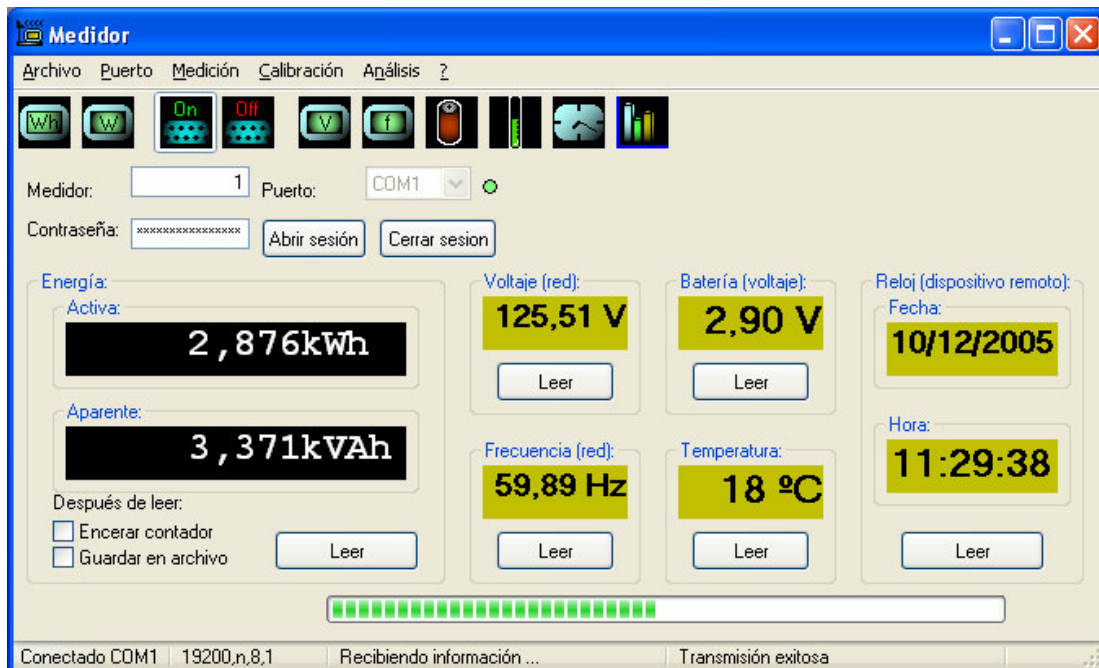 Medidor
Archivo Puerto Medición Calibración Análisis ?
Wh W On Off V f
Medidor: 1 Puerto: COM1
Contraseña: **************** Abrir sesión Cerrar sesion
Energía: Voltaje (red): Batería (voltaje): Reloj (dispositivo remoto):
Activa: Fecha:
2,876kWh 125,51 V 2,90 V 10/12/2005
Leer Leer
Aparente: Hora:
3,371kVAh Frecuencia (red): Temperatura: 11:29:38
59,89 Hz 18 ºC
Después de leer:
Encerar contador
Guardar en archivo Leer Leer Leer Leer
Conectado COM1 19200,n,8,1 Recibiendo información ... Transmisión exitosa